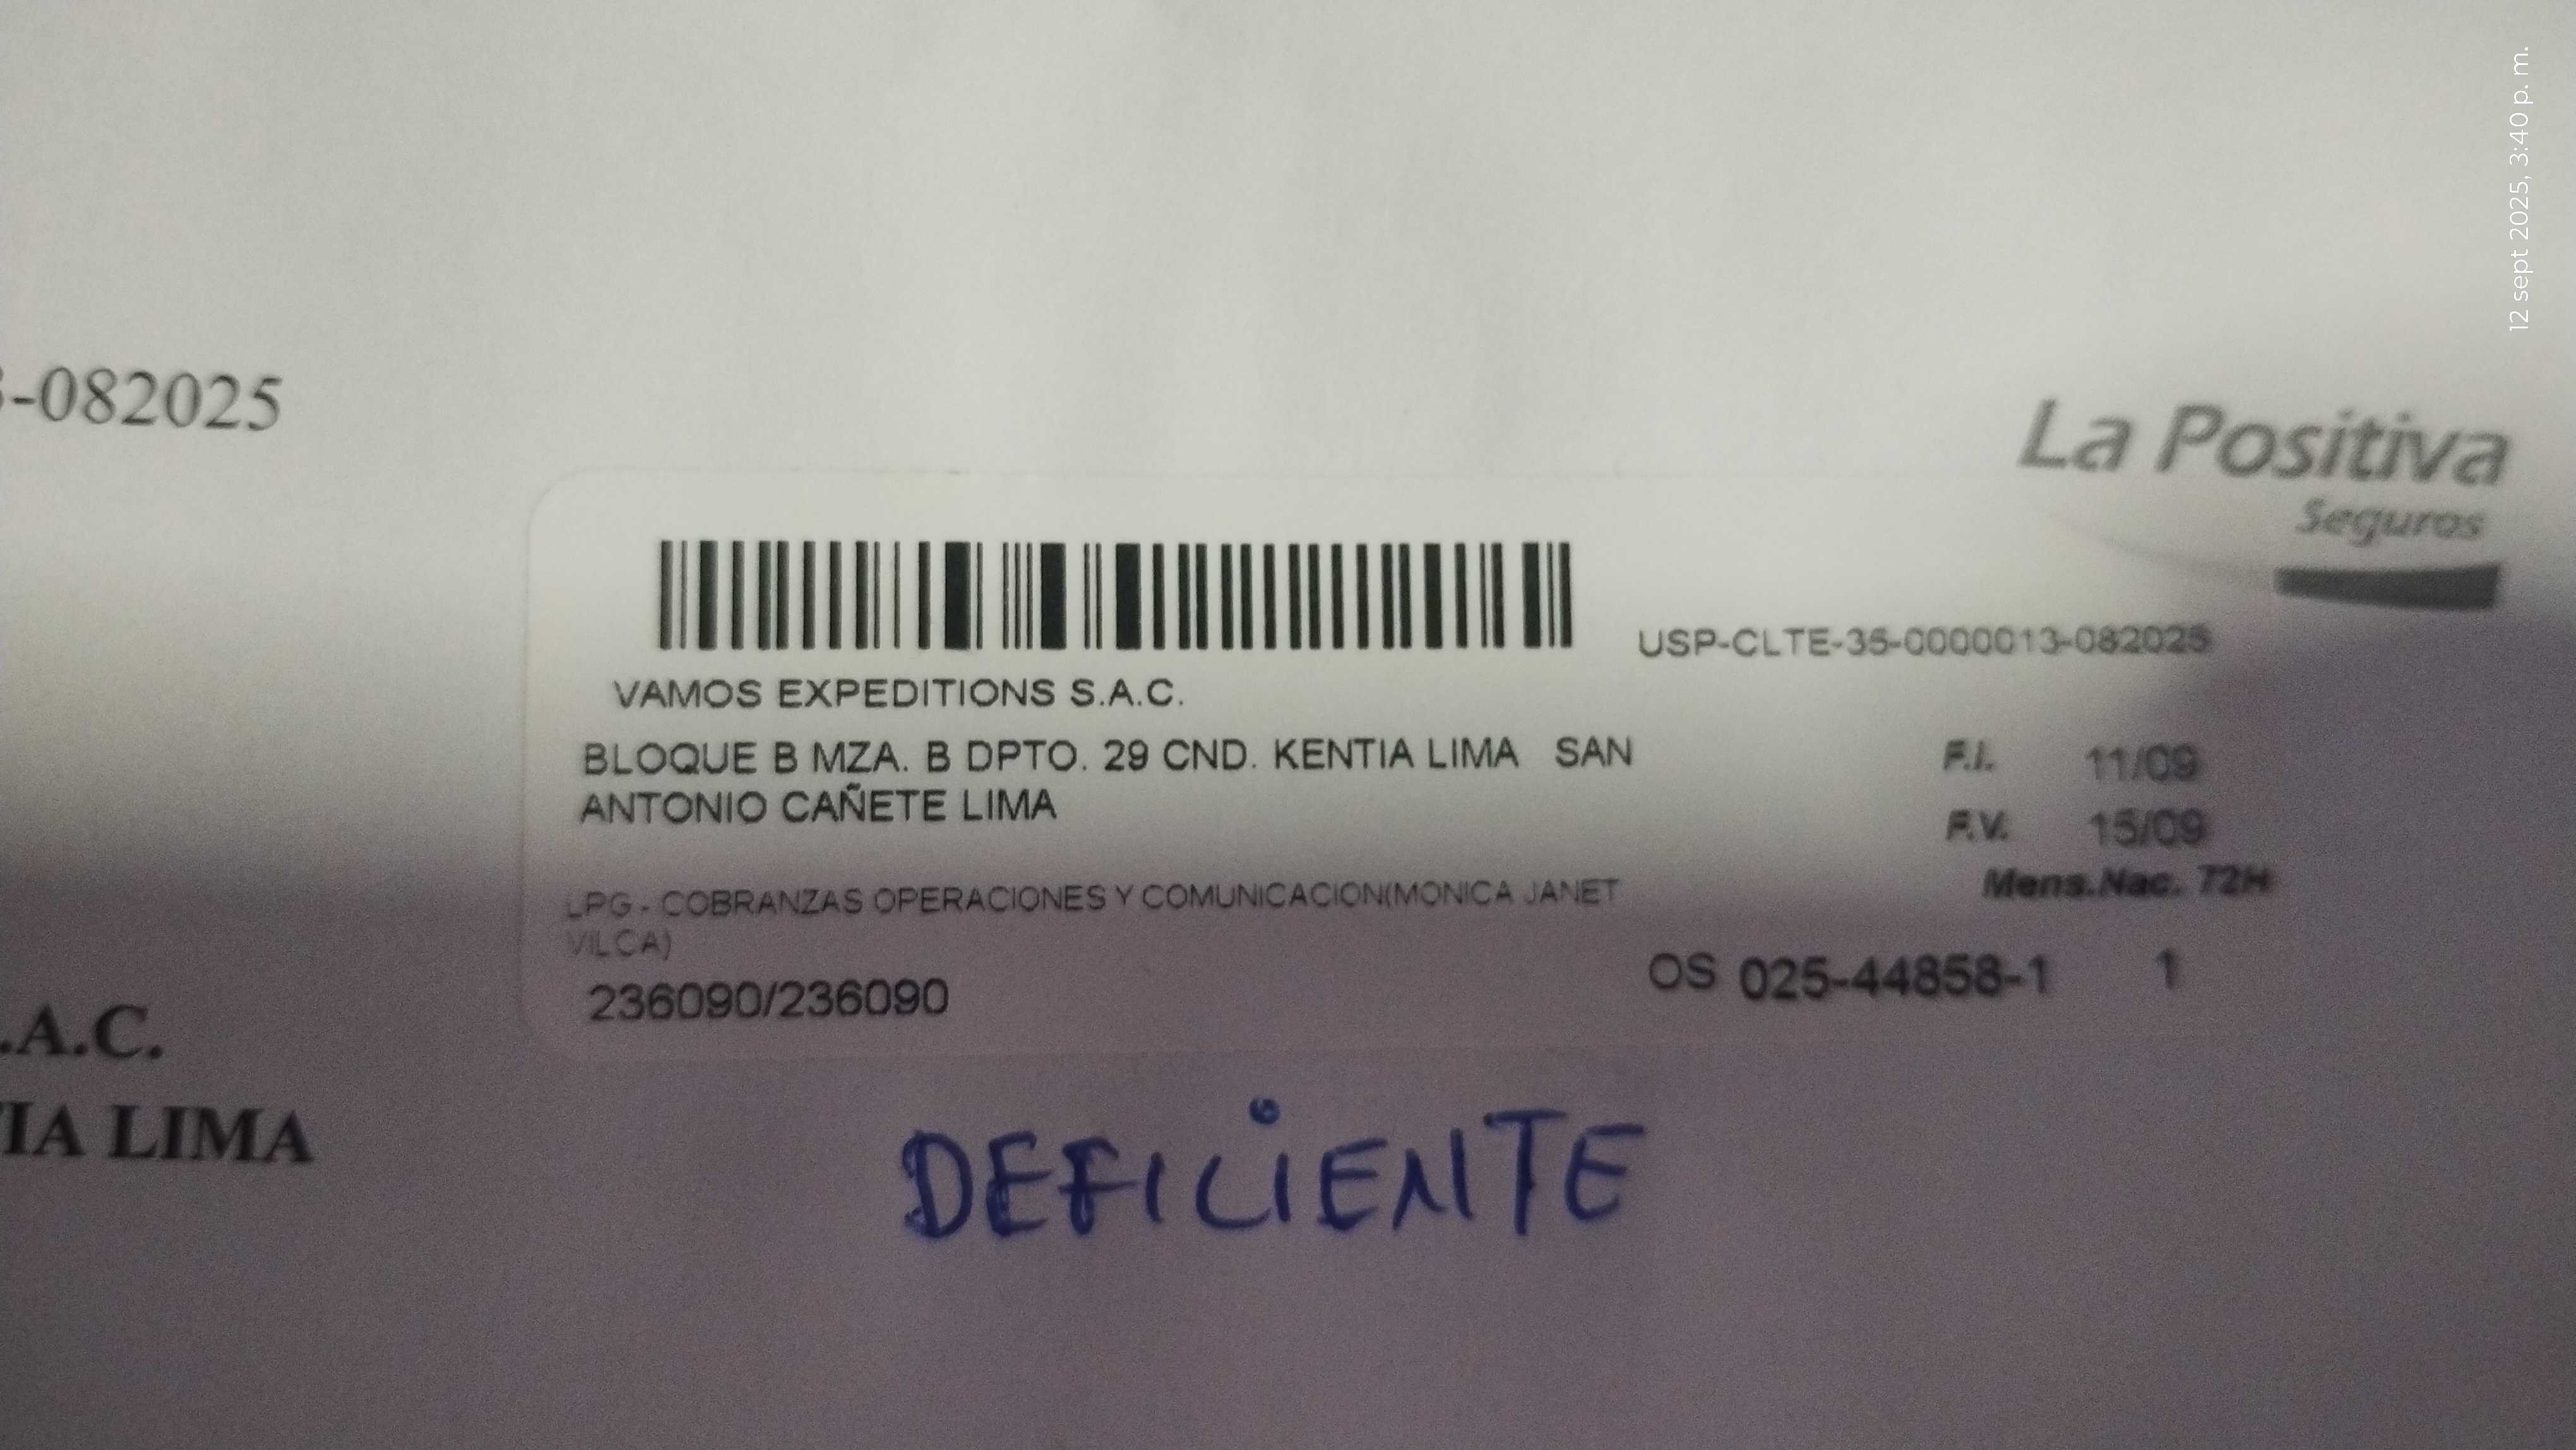 12 sept 2025, 3:40 p. m.
-082025
La Positiva
Seguros
USP-CLTE-35-0000013-082025
VAMOS EXPEDITIONS S.A.C.
BLOQUE B MZA. B DPTO. 29 CND. KENTIA LIMA SAN
ANTONIO CAÑETE LIMA
F.I. 11/09
F.V. 15/09
Mens.Nac. 72H
LPG - COBRANZAS OPERACIONES Y COMUNICACION(MONICA JANET
VILCA)
236090/236090
OS 025-44858-1 1
.A.C.
IA LIMA
DEFICIENTE